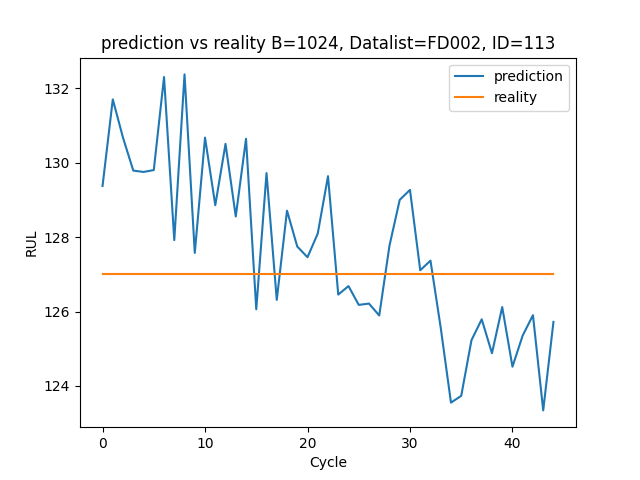 prediction vs reality B=1024, Datalist=FD002, ID=113
prediction
reality
RUL
132
130
128
126
124
0 10 20 30 40
Cycle